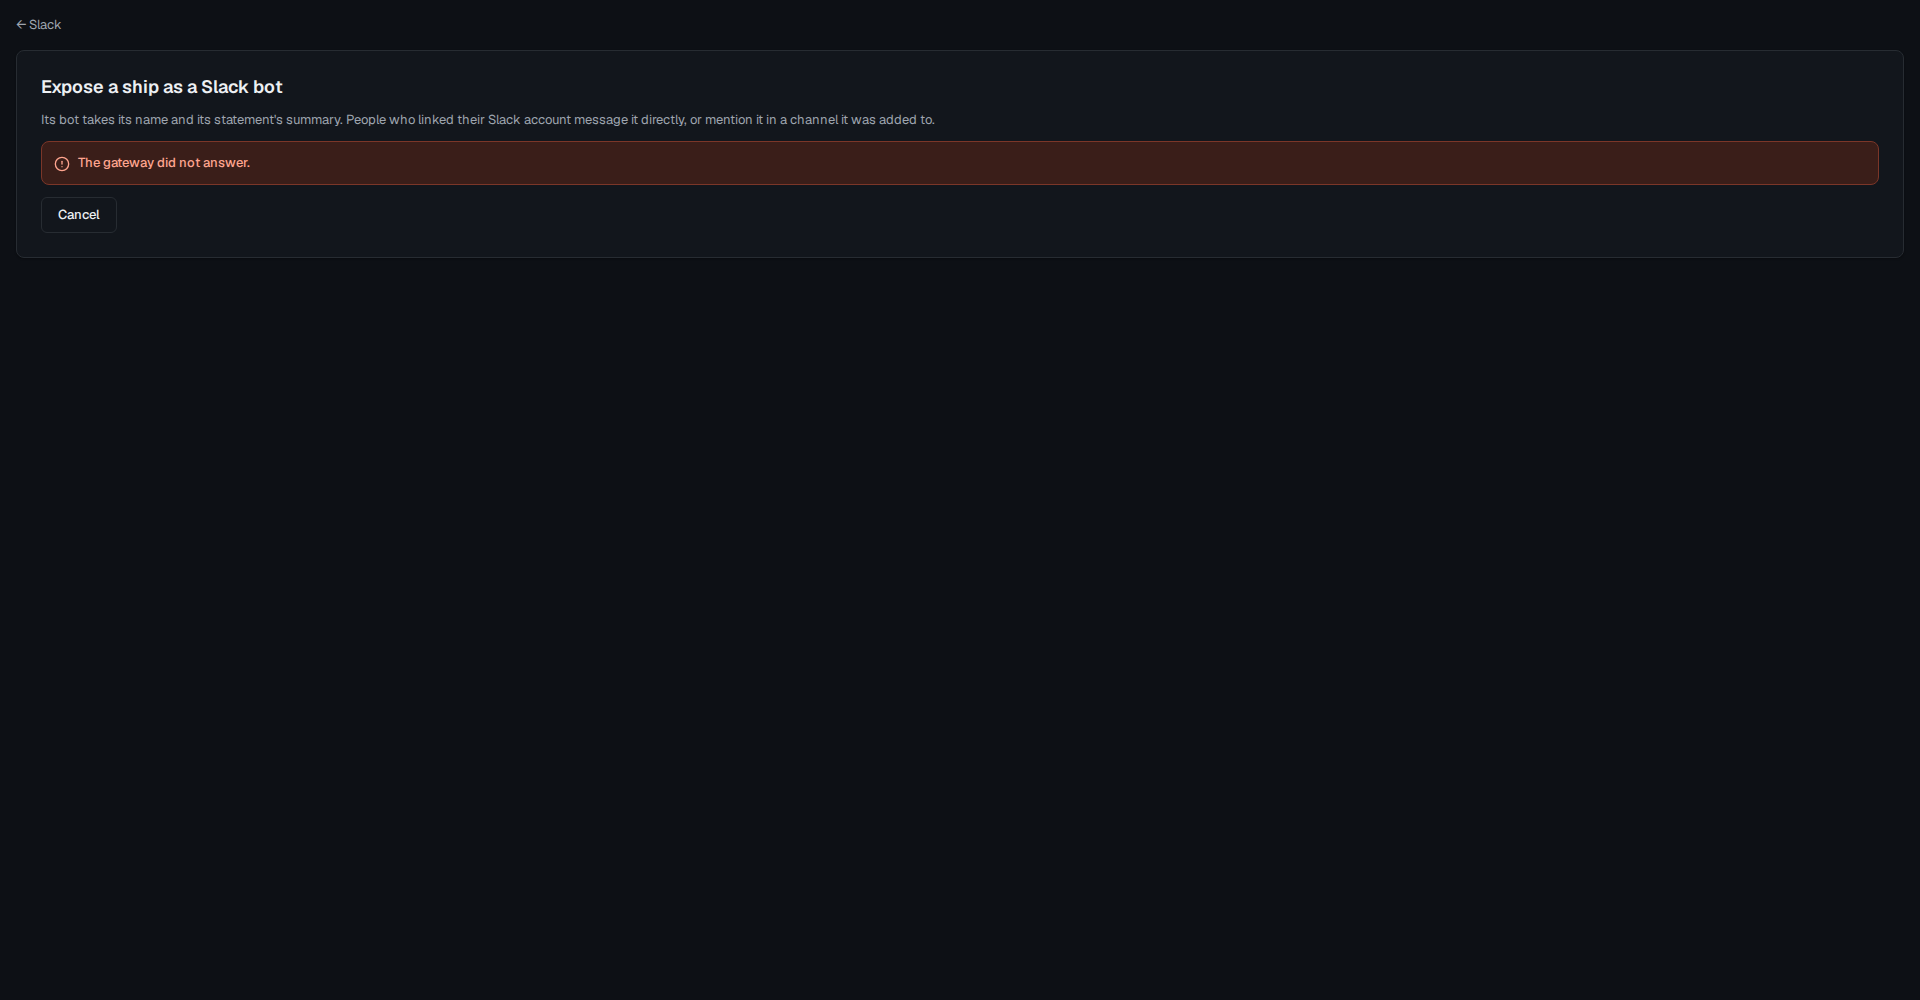 ← Slack
Expose a ship as a Slack bot
Its bot takes its name and its statement's summary. People who linked their Slack account message it directly, or mention it in a channel it was added to.
The gateway did not answer.
Cancel